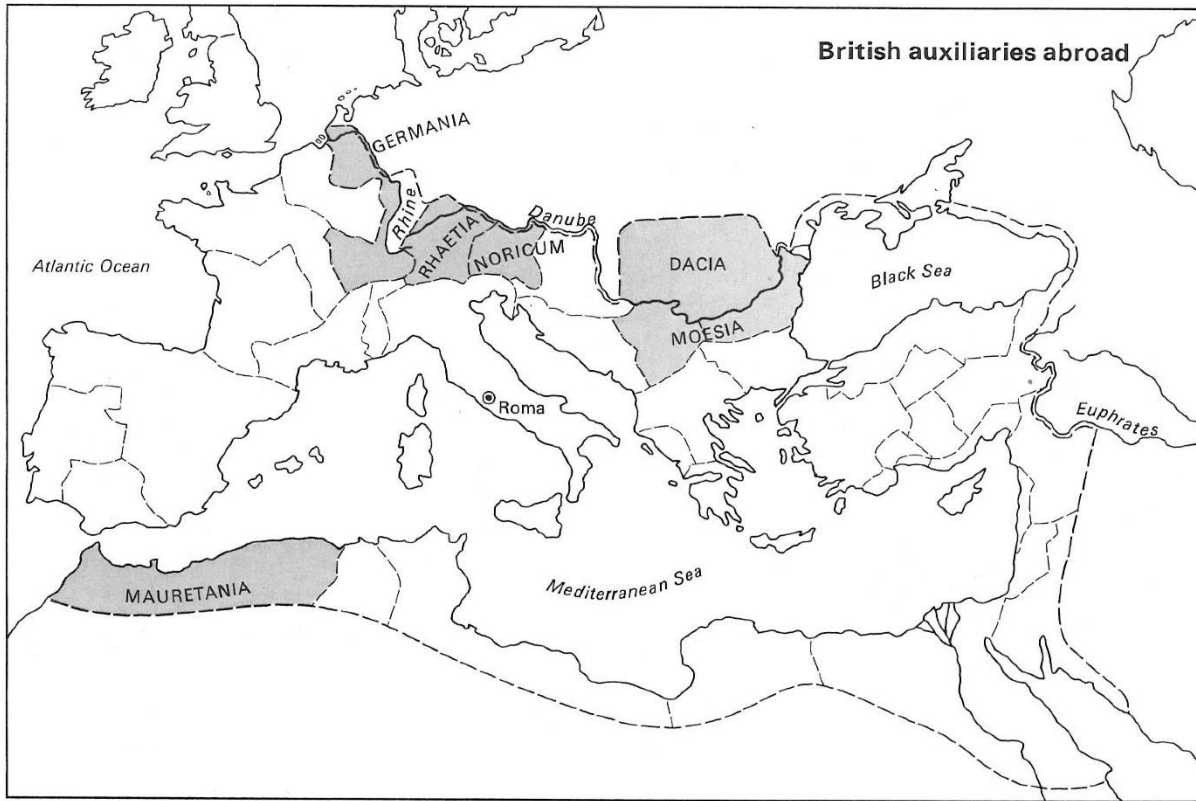 British auxiliaries abroad
GERMANIA
Rhine
Danube
RHAETIA
NORICUM
Atlantic Ocean
DACIA
Black Sea
MOESIA
Roma
Euphrates
Mediterranean Sea
MAURETANIA